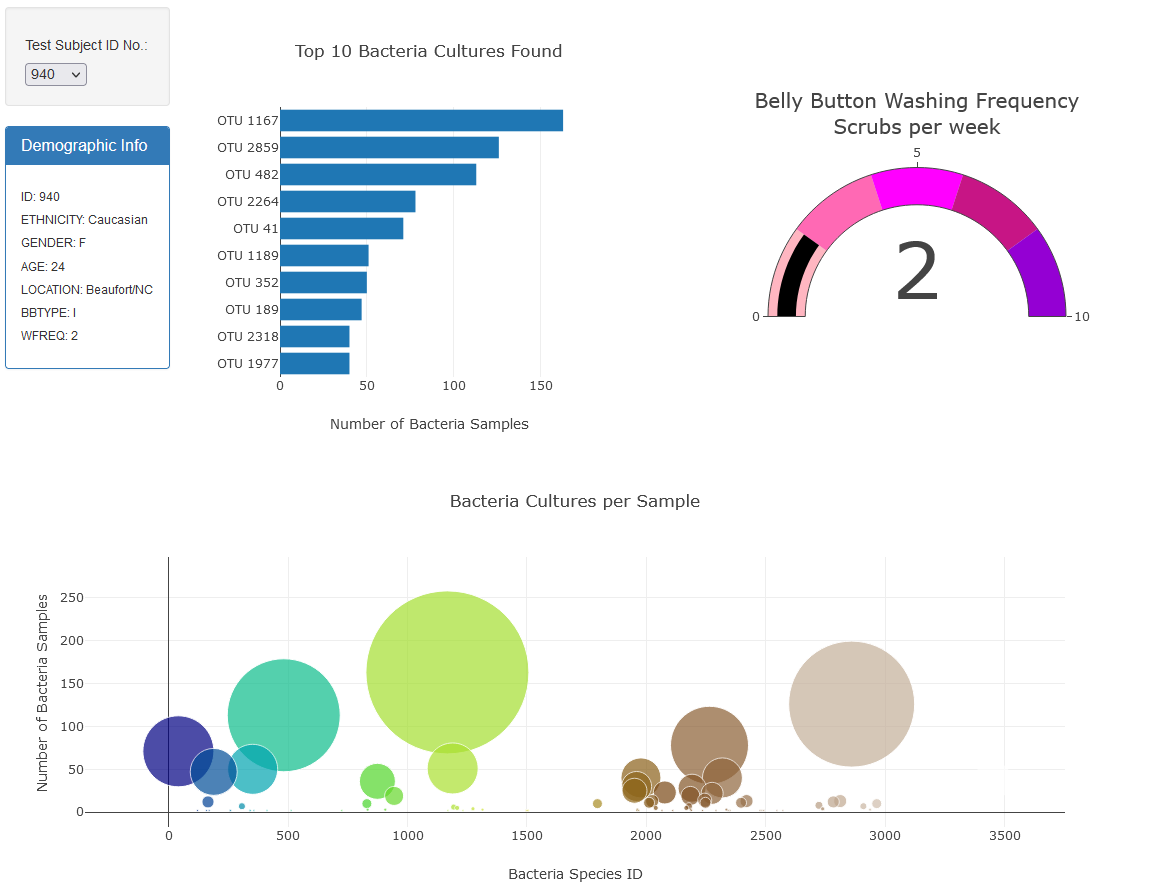 Test Subject ID No.:
940
Demographic Info
ID: 940
ETHNICITY: Caucasian
GENDER: F
AGE: 24
LOCATION: Beaufort/NC
BBTYPE: I
WFREQ: 2
Top 10 Bacteria Cultures Found
OTU 1167
OTU 2859
OTU 482
OTU 2264
OTU 41
OTU 1189
OTU 352
OTU 189
OTU 2318
OTU 1977
0 50 100 150
Number of Bacteria Samples
Belly Button Washing Frequency
Scrubs per week
5
2
0 10
Bacteria Cultures per Sample
Number of Bacteria Samples
250
200
150
100
50
0
0 500 1000 1500 2000 2500 3000 3500
Bacteria Species ID